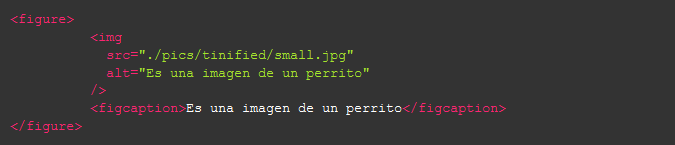 <figure>
<img
src="./pics/tinified/small.jpg"
alt="Es una imagen de un perrito"
/>
<figcaption>Es una imagen de un perrito</figcaption>
</figure>